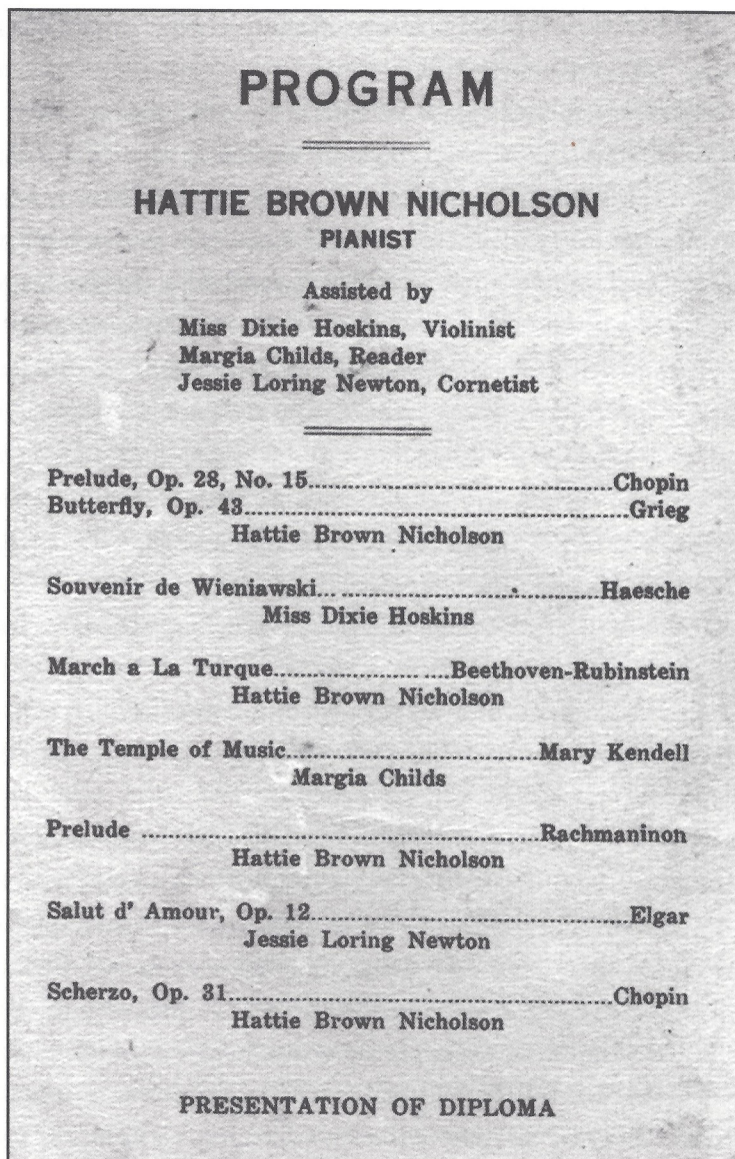 PROGRAM
HATTIE BROWN NICHOLSON
PIANIST
Assisted by
Miss Dixie Hoskins, Violinist
Margia Childs, Reader
Jessie Loring Newton, Cornetist
Prelude, Op. 28, No. 15..........Chopin
Butterfly, Op. 43..........Grieg
Hattie Brown Nicholson
Souvenir de Wieniawski... ..........Haesche
Miss Dixie Hoskins
March a La Turque.......... ....Beethoven-Rubinstein
Hattie Brown Nicholson
The Temple of Music..........Mary Kendell
Margia Childs
Prelude ..........Rachmaninon
Hattie Brown Nicholson
Salut d' Amour, Op. 12..........Elgar
Jessie Loring Newton
Scherzo, Op. 31..........Chopin
Hattie Brown Nicholson
PRESENTATION OF DIPLOMA